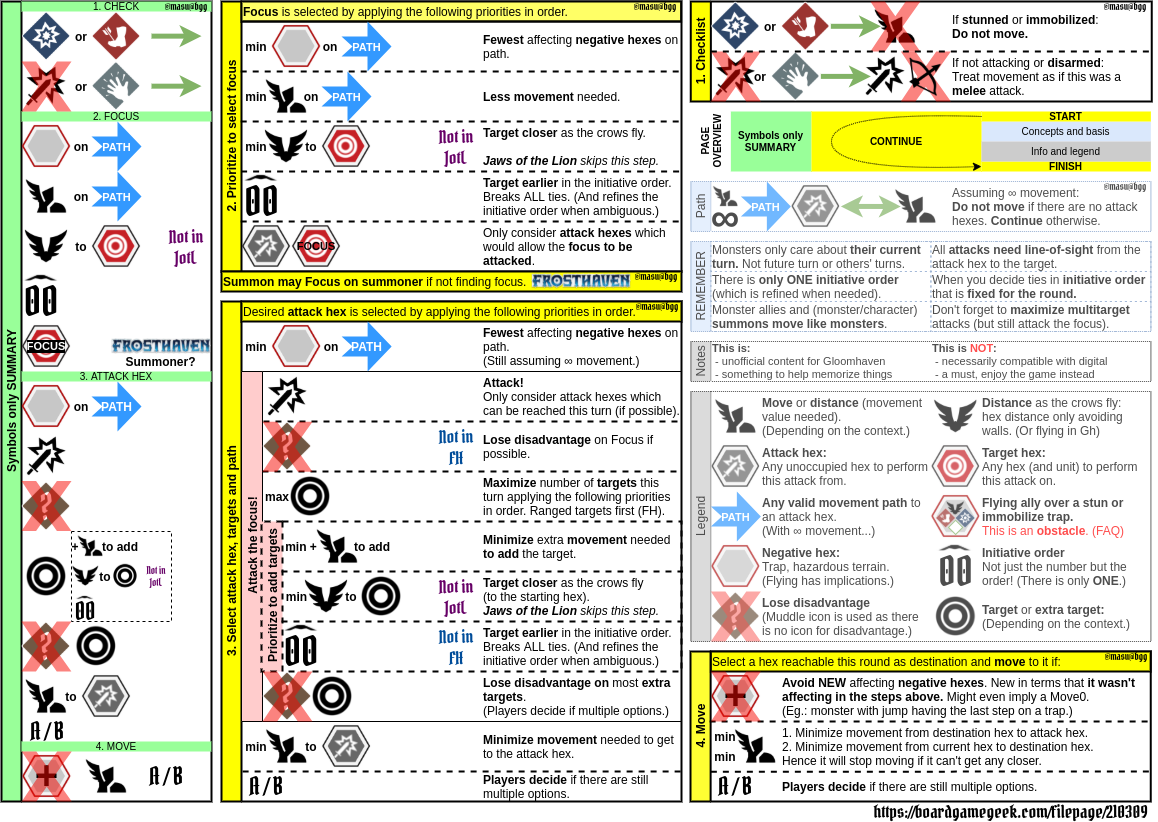 Symbols only SUMMARY
1. CHECK
@masu@bgg
or
or
2. FOCUS
on PATH
on PATH
to
Not in
JotL
FOCUS
FROSTHAVEN
Summoner?
3. ATTACK HEX
on PATH
+ to add
to
Not in
JotL
to
A/B
4. MOVE
A/B
2. Prioritize to select focus
Focus is selected by applying the following priorities in order.
@masu@bgg
min on PATH
Fewest affecting negative hexes on
path.
min on PATH
Less movement needed.
min to
Not in
JotL
Target closer as the crows fly.
Jaws of the Lion skips this step.
Target earlier in the initiative order.
Breaks ALL ties. (And refines the
initiative order when ambiguous.)
FOCUS
Only consider attack hexes which
would allow the focus to be
attacked.
Summon may Focus on summoner if not finding focus. FROSTHAVEN
@masu@bgg
3. Select attack hex, targets and path
Desired attack hex is selected by applying the following priorities in order.
@masu@bgg
min on PATH
Fewest affecting negative hexes on
path.
(Still assuming ∞ movement.)
Attack the focus!
Attack!
Only consider attack hexes which
can be reached this turn (if possible).
Not in
FH
Lose disadvantage on Focus if
possible.
max
Maximize number of targets this
turn applying the following priorities
in order. Ranged targets first (FH).
Prioritize to add targets
min + to add
Minimize extra movement needed
to add the target.
min to
Not in
JotL
Target closer as the crows fly
(to the starting hex).
Jaws of the Lion skips this step.
Not in
FH
Target earlier in the initiative order.
Breaks ALL ties. (And refines the
initiative order when ambiguous.)
Lose disadvantage on most extra
targets.
(Players decide if multiple options.)
min to
Minimize movement needed to get
to the attack hex.
A/B
Players decide if there are still
multiple options.
1. Checklist
or
If stunned or immobilized:
Do not move.
or
If not attacking or disarmed:
Treat movement as if this was a
melee attack.
PAGE
OVERVIEW
Symbols only
SUMMARY
CONTINUE
START
Concepts and basis
Info and legend
FINISH
Path
∞
PATH
@masu@bgg
Assuming ∞ movement:
Do not move if there are no attack
hexes. Continue otherwise.
REMEMBER
Monsters only care about their current
turn. Not future turn or others' turns.
All attacks need line-of-sight from the
attack hex to the target.
There is only ONE initiative order
(which is refined when needed).
When you decide ties in initiative order
that is fixed for the round.
Monster allies and (monster/character)
summons move like monsters.
Don't forget to maximize multitarget
attacks (but still attack the focus).
Notes
This is:
- unofficial content for Gloomhaven
- something to help memorize things
This is NOT:
- necessarily compatible with digital
- a must, enjoy the game instead
Legend
Move or distance (movement
value needed).
(Depending on the context.)
Distance as the crows fly:
hex distance only avoiding
walls. (Or flying in Gh)
Attack hex:
Any unoccupied hex to perform
this attack from.
Target hex:
Any hex (and unit) to perform
this attack on.
PATH
Any valid movement path to
an attack hex.
(With ∞ movement...)
Flying ally over a stun or
immobilize trap.
This is an obstacle. (FAQ)
Negative hex:
Trap, hazardous terrain.
(Flying has implications.)
Initiative order
Not just the number but the
order! (There is only ONE.)
Lose disadvantage
(Muddle icon is used as there
is no icon for disadvantage.)
Target or extra target:
(Depending on the context.)
4. Move
Select a hex reachable this round as destination and move to it if:
@masu@bgg
Avoid NEW affecting negative hexes. New in terms that it wasn't
affecting in the steps above. Might even imply a Move0.
(Eg.: monster with jump having the last step on a trap.)
min
min
1. Minimize movement from destination hex to attack hex.
2. Minimize movement from current hex to destination hex.
Hence it will stop moving if it can't get any closer.
A/B
Players decide if there are still multiple options.
https://boardgamegeek.com/filepage/210309